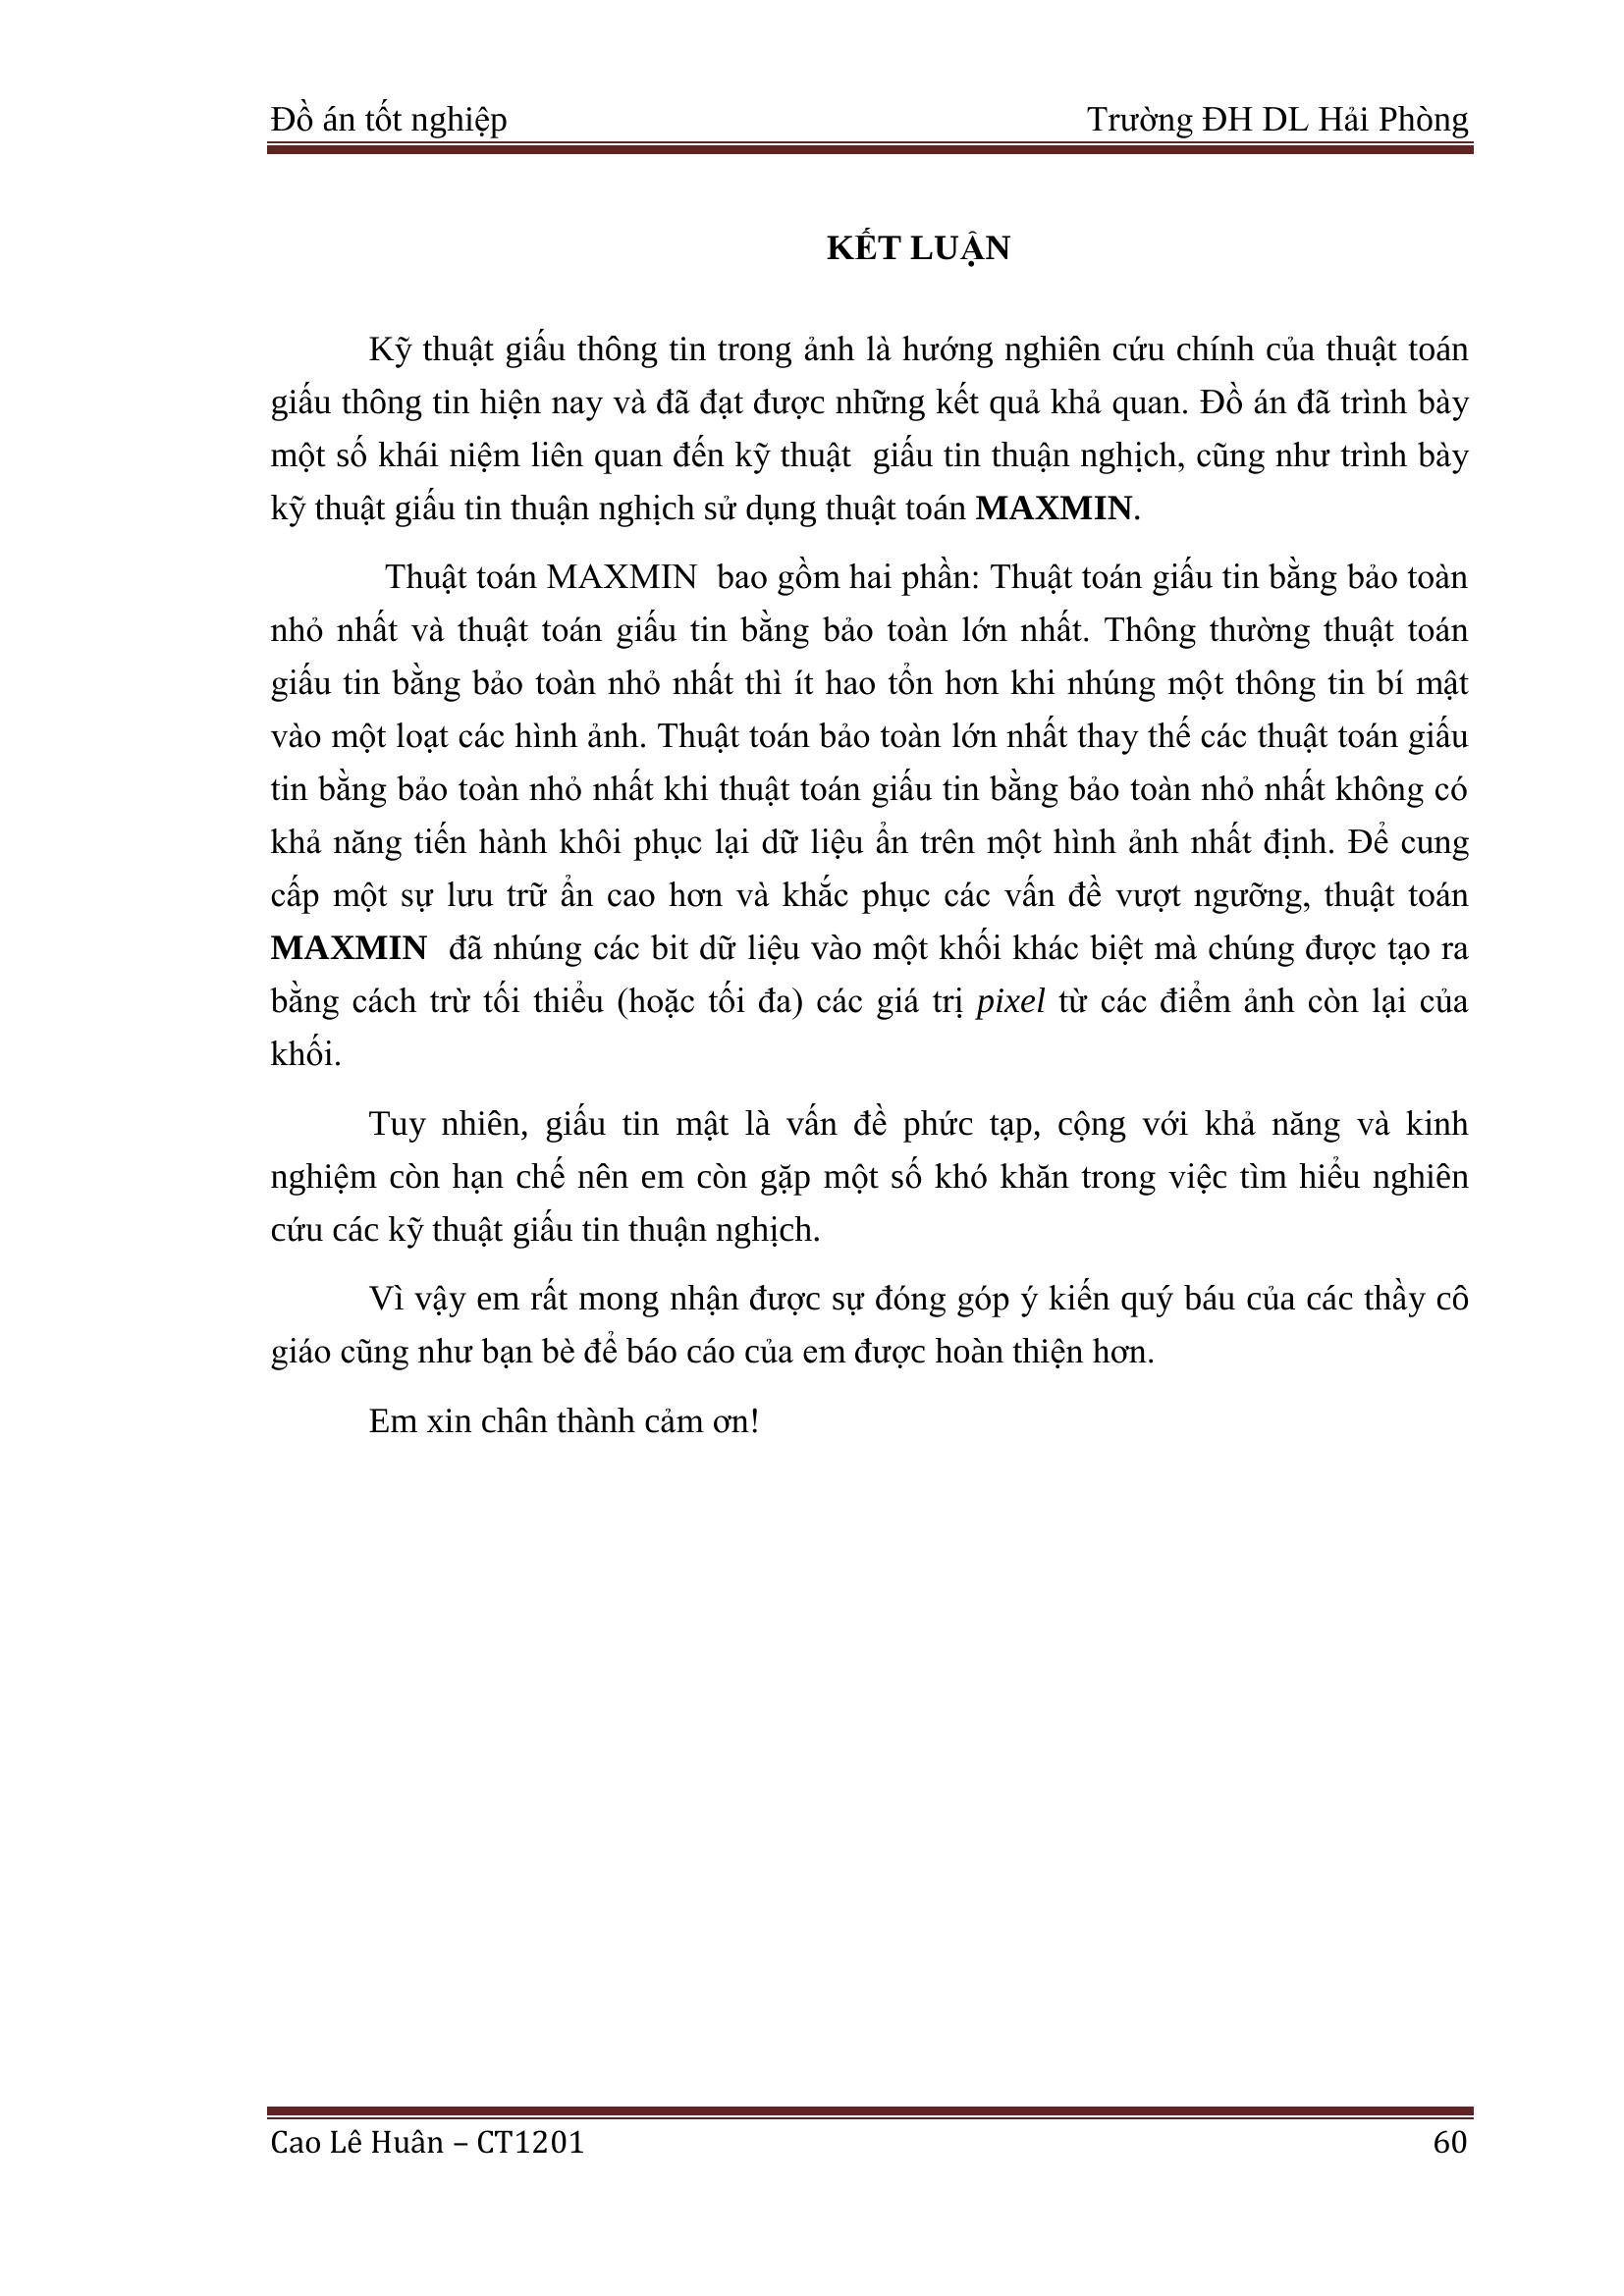 Đồ án tốt nghiệp Trường ĐH DL Hải Phòng
KẾT LUẬN
Kỹ thuật giấu thông tin trong ảnh là hướng nghiên cứu chính của thuật toán
giấu thông tin hiện nay và đã đạt được những kết quả khả quan. Đồ án đã trình bày
một số khái niệm liên quan đến kỹ thuật giấu tin thuận nghịch, cũng như trình bày
kỹ thuật giấu tin thuận nghịch sử dụng thuật toán MAXMIN.
Thuật toán MAXMIN bao gồm hai phần: Thuật toán giấu tin bằng bảo toàn
nhỏ nhất và thuật toán giấu tin bằng bảo toàn lớn nhất. Thông thường thuật toán
giấu tin bằng bảo toàn nhỏ nhất thì ít hao tổn hơn khi nhúng một thông tin bí mật
vào một loạt các hình ảnh. Thuật toán bảo toàn lớn nhất thay thế các thuật toán giấu
tin bằng bảo toàn nhỏ nhất khi thuật toán giấu tin bằng bảo toàn nhỏ nhất không có
khả năng tiến hành khôi phục lại dữ liệu ẩn trên một hình ảnh nhất định. Để cung
cấp một sự lưu trữ ẩn cao hơn và khắc phục các vấn đề vượt ngưỡng, thuật toán
MAXMIN đã nhúng các bit dữ liệu vào một khối khác biệt mà chúng được tạo ra
bằng cách trừ tối thiểu (hoặc tối đa) các giá trị pixel từ các điểm ảnh còn lại của
khối.
Tuy nhiên, giấu tin mật là vấn đề phức tạp, cộng với khả năng và kinh
nghiệm còn hạn chế nên em còn gặp một số khó khăn trong việc tìm hiểu nghiên
cứu các kỹ thuật giấu tin thuận nghịch.
Vì vậy em rất mong nhận được sự đóng góp ý kiến quý báu của các thầy cô
giáo cũng như bạn bè để báo cáo của em được hoàn thiện hơn.
Em xin chân thành cảm ơn!
Cao Lê Huân – CT1201 60